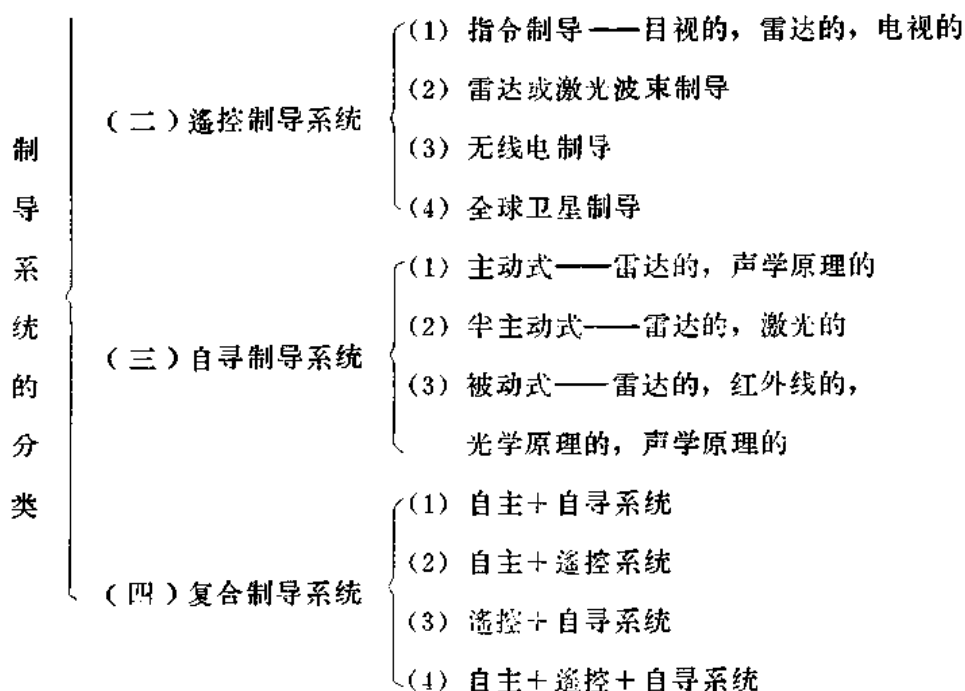 制导系统的分类
(二)遥控制导系统
(1) 指令制导——目视的，雷达的，电视的
(2) 雷达或激光波束制导
(3) 无线电制导
(4) 全球卫星制导
(三)自寻制导系统
(1) 主动式——雷达的，声学原理的
(2) 半主动式——雷达的，激光的
(3) 被动式——雷达的，红外线的，
光学原理的，声学原理的
(四)复合制导系统
(1) 自主+自寻系统
(2) 自主+遥控系统
(3) 遥控+自寻系统
(4) 自主+遥控+自寻系统